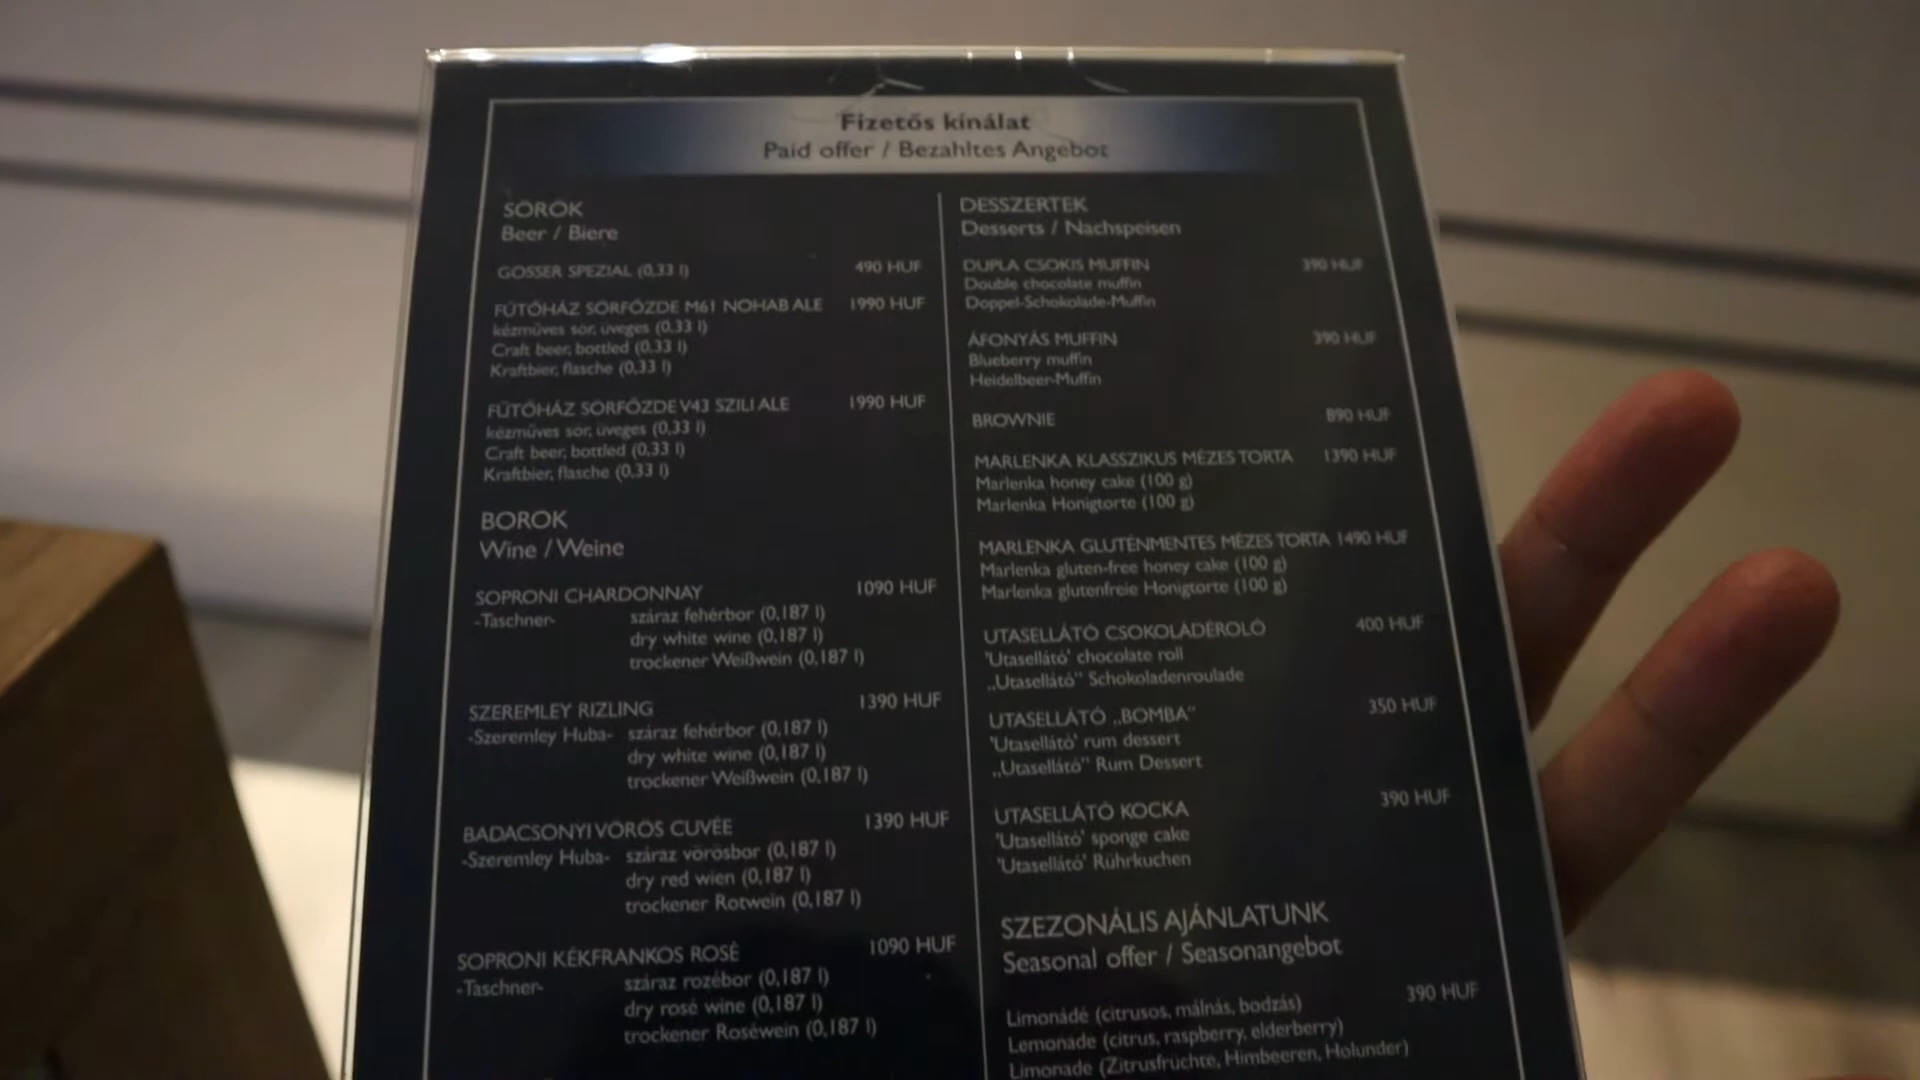 Fizetős kínálat
Paid offer / Bezahltes Angebot
SÖRÖK
Beer / Biere
GÖSSER SPEZIAL (0,33 l) 490 HUF
FŰTŐHÁZ SÖRFŐZDE M61 NOHAB ALE 1990 HUF
kézműves sör, üveges (0,33 l)
Craft beer, bottled (0,33 l)
Kraftbier, flasche (0,33 l)
FŰTŐHÁZ SÖRFŐZDE V43 SZILI ALE 1990 HUF
kézműves sör, üveges (0,33 l)
Craft beer, bottled (0,33 l)
Kraftbier, flasche (0,33 l)
BOROK
Wine / Weine
SOPRONI CHARDONNAY 1090 HUF
-Taschner- száraz fehérbor (0,187 l)
dry white wine (0,187 l)
trockener Weißwein (0,187 l)
SZEREMLEY RIZLING 1390 HUF
-Szeremley Huba- száraz fehérbor (0,187 l)
dry white wine (0,187 l)
trockener Weißwein (0,187 l)
BADACSONYI VÖRÖS CUVÉE 1390 HUF
-Szeremley Huba- száraz vörösbor (0,187 l)
dry red wien (0,187 l)
trockener Rotwein (0,187 l)
SOPRONI KÉKFRANKOS ROSÉ 1090 HUF
-Taschner- száraz rozébor (0,187 l)
dry rosé wine (0,187 l)
trockener Roséwein (0,187 l)
DESSZERTEK
Desserts / Nachspeisen
DUPLA CSOKIS MUFFIN 390 HUF
Double chocolate muffin
Doppel-Schokolade-Muffin
ÁFONYÁS MUFFIN 390 HUF
Blueberry muffin
Heidelbeer-Muffin
BROWNIE 890 HUF
MARLENKA KLASSZIKUS MÉZES TORTA 1390 HUF
Marlenka honey cake (100 g)
Marlenka Honigtorte (100 g)
MARLENKA GLUTÉNMENTES MÉZES TORTA 1490 HUF
Marlenka gluten-free honey cake (100 g)
Marlenka glutenfreie Honigtorte (100 g)
UTASELLÁTÓ CSOKOLÁDÉROLÓ 400 HUF
'Utasellátó' chocolate roll
„Utasellátó" Schokoladenroulade
UTASELLÁTÓ „BOMBA" 350 HUF
'Utasellátó' rum dessert
„Utasellátó" Rum Dessert
UTASELLÁTÓ KOCKA 390 HUF
'Utasellátó' sponge cake
'Utasellátó' Rührkuchen
SZEZONÁLIS AJÁNLATUNK
Seasonal offer / Seasonangebot
Limonádé (citrusos, málnás, bodzás) 390 HUF
Lemonade (citrus, raspberry, elderberry)
Limonade (Zitrusfrüchte, Himbeeren, Holunder)